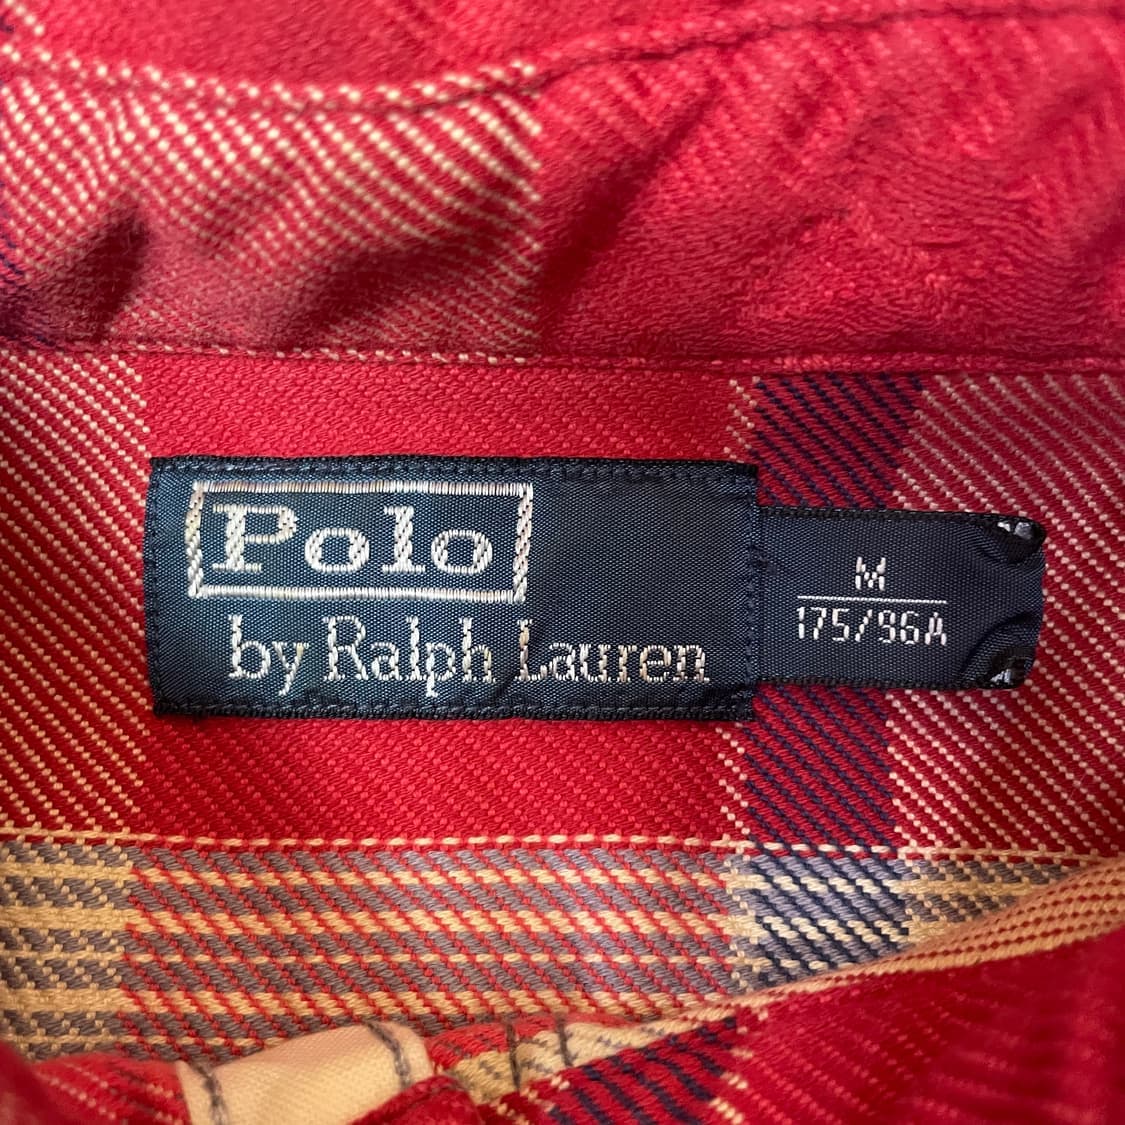 Polo
by Ralph Lauren
M
175/96A